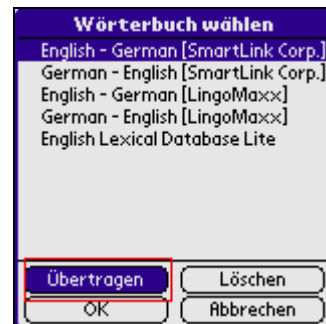 Wörterbuch wählen
English - German [SmartLink Corp.]
German - English [SmartLink Corp.]
English - German [LingoMaxx]
German - English [LingoMaxx]
English Lexical Database Lite
Übertragen Löschen
OK Abbrechen